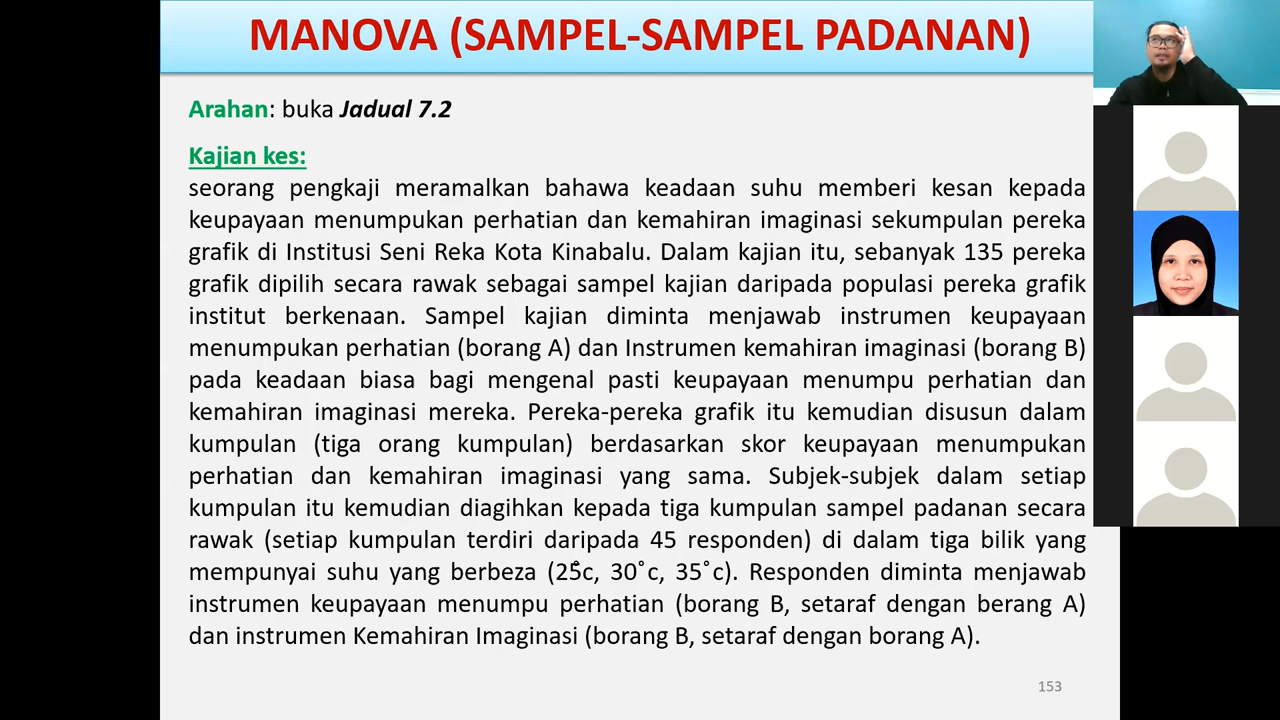 MANOVA (SAMPEL-SAMPEL PADANAN)
Arahan: buka Jadual 7.2
Kajian kes:
seorang pengkaji meramalkan bahawa keadaan suhu memberi kesan kepada
keupayaan menumpukan perhatian dan kemahiran imaginasi sekumpulan pereka
grafik di Institusi Seni Reka Kota Kinabalu. Dalam kajian itu, sebanyak 135 pereka
grafik dipilih secara rawak sebagai sampel kajian daripada populasi pereka grafik
institut berkenaan. Sampel kajian diminta menjawab instrumen keupayaan
menumpukan perhatian (borang A) dan Instrumen kemahiran imaginasi (borang B)
pada keadaan biasa bagi mengenal pasti keupayaan menumpu perhatian dan
kemahiran imaginasi mereka. Pereka-pereka grafik itu kemudian disusun dalam
kumpulan (tiga orang kumpulan) berdasarkan skor keupayaan menumpukan
perhatian dan kemahiran imaginasi yang sama. Subjek-subjek dalam setiap
kumpulan itu kemudian diagihkan kepada tiga kumpulan sampel padanan secara
rawak (setiap kumpulan terdiri daripada 45 responden) di dalam tiga bilik yang
mempunyai suhu yang berbeza (25˚c, 30˚c, 35˚c). Responden diminta menjawab
instrumen keupayaan menumpu perhatian (borang B, setaraf dengan berang A)
dan instrumen Kemahiran Imaginasi (borang B, setaraf dengan borang A).
153